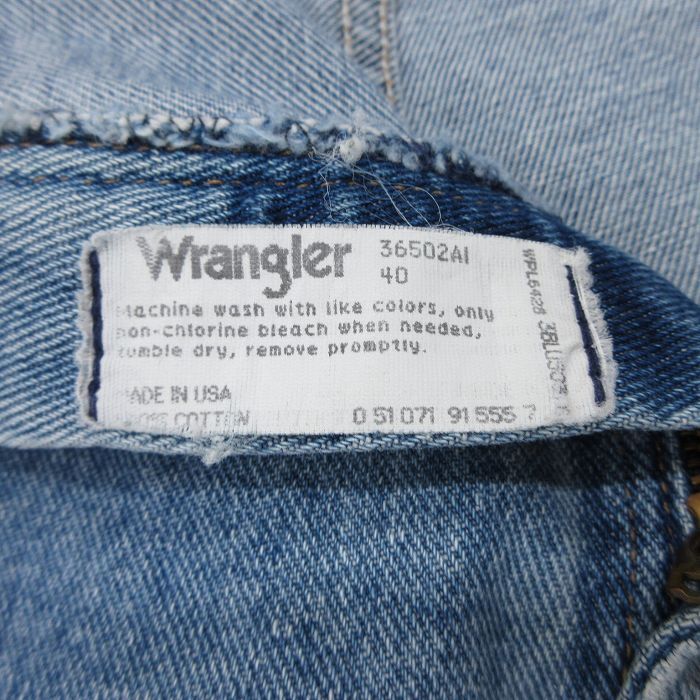 Wrangler 36502AI
40
Machine wash with like colors, only
non-chlorine bleach when needed,
tumble dry, remove promptly.
MADE IN USA
COTTON 0 51071 91555 7
WPL6428